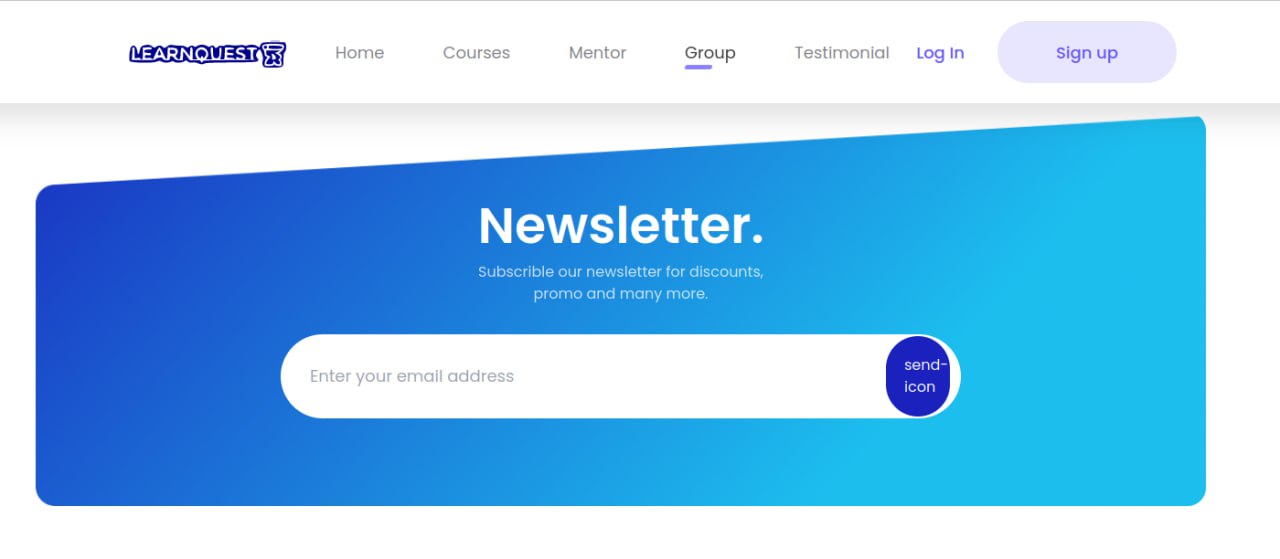 LEARNQUEST
Home Courses Mentor Group Testimonial Log In Sign up
Newsletter.
Subscrible our newsletter for discounts,
promo and many more.
Enter your email address
send-
icon